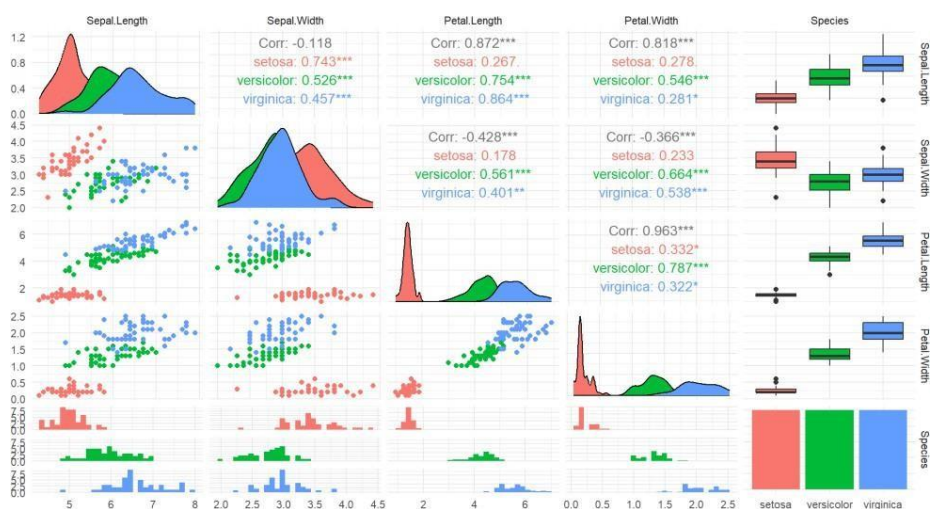 Sepal.Length Sepal.Width Petal.Length Petal.Width Species
1.2
0.8
0.4
0.0
Corr: -0.118
setosa: 0.743***
versicolor: 0.526***
virginica: 0.457***
Corr: 0.872***
setosa: 0.267.
versicolor: 0.754***
virginica: 0.864***
Corr: 0.818***
setosa: 0.278.
versicolor: 0.546***
virginica: 0.281*
Sepal.Length
4.5
4.0
3.5
3.0
2.5
2.0
Corr: -0.428***
setosa: 0.178
versicolor: 0.561***
virginica: 0.401**
Corr: -0.366***
setosa: 0.233
versicolor: 0.664***
virginica: 0.538***
Sepal.Width
6
4
2
Corr: 0.963***
setosa: 0.332*
versicolor: 0.787***
virginica: 0.322*
Petal.Length
2.5
2.0
1.5
1.0
0.5
0.0
Petal.Width
7.5
5.0
2.5
0.0
7.5
5.0
2.5
0.0
7.5
5.0
2.5
0.0
Species
5 6 7 8
2.0 2.5 3.0 3.5 4.0 4.5
2 4 6
0.0 0.5 1.0 1.5 2.0 2.5
setosa versicolor virginica